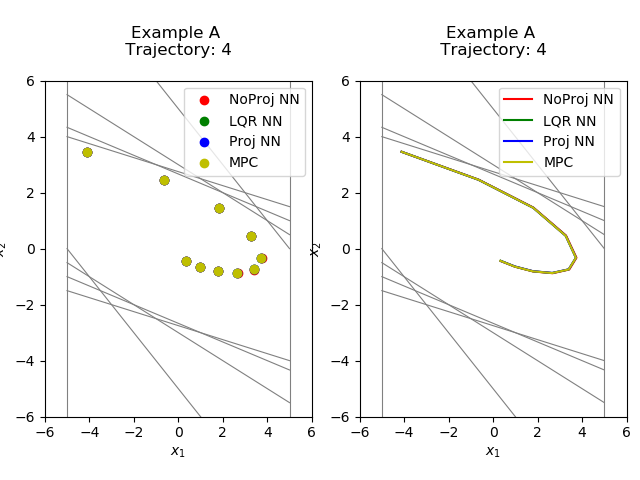 Example A
Trajectory: 4
6
4
2
0
−2
−4
−6
−6
−4
−2
0
2
4
6
x₁
x₂
NoProj NN
LQR NN
Proj NN
MPC
Example A
Trajectory: 4
6
4
2
0
−2
−4
−6
−6
−4
−2
0
2
4
6
x₁
x₂
NoProj NN
LQR NN
Proj NN
MPC